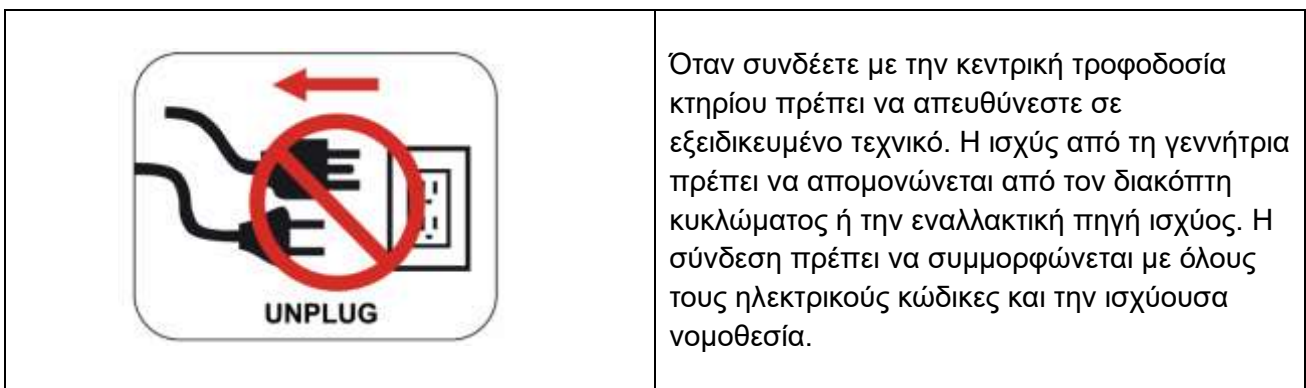 UNPLUG
Όταν συνδέετε με την κεντρική τροφοδοσία
κτηρίου πρέπει να απευθύνεστε σε
εξειδικευμένο τεχνικό. Η ισχύς από τη γεννήτρια
πρέπει να απομονώνεται από τον διακόπτη
κυκλώματος ή την εναλλακτική πηγή ισχύος. Η
σύνδεση πρέπει να συμμορφώνεται με όλους
τους ηλεκτρικούς κώδικες και την ισχύουσα
νομοθεσία.